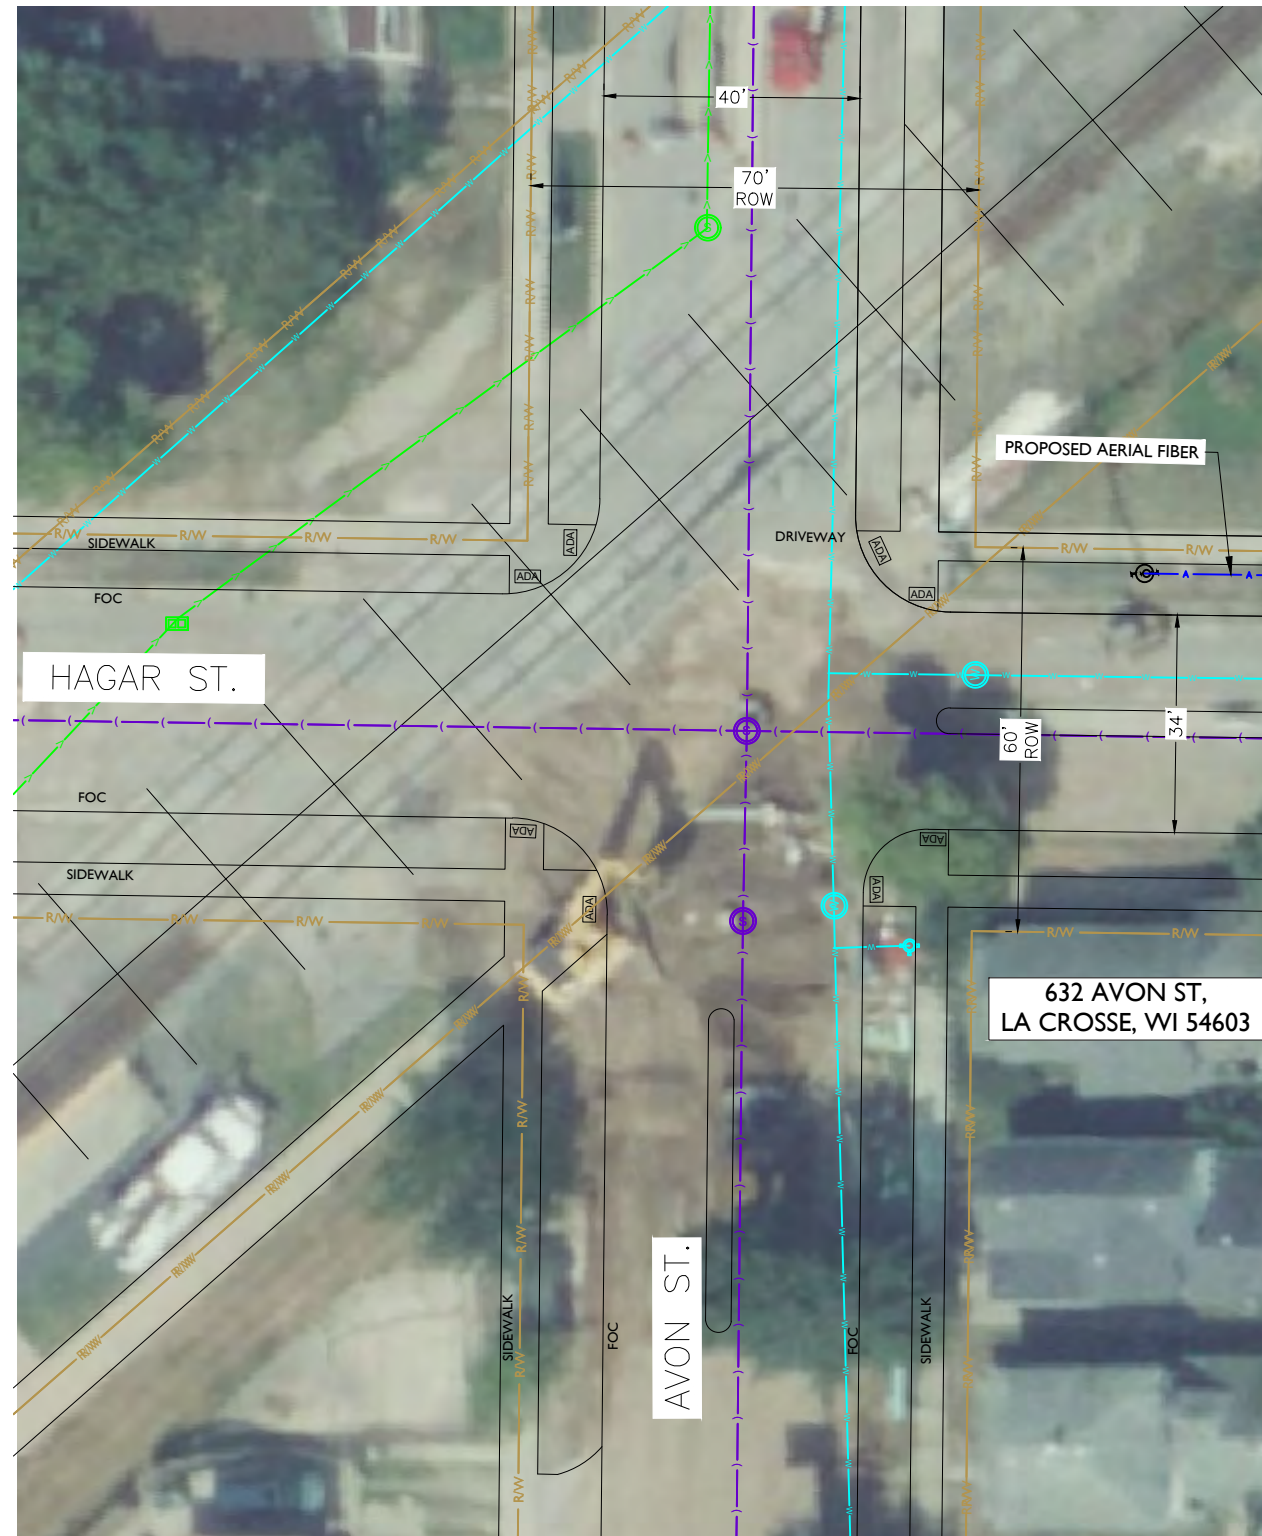 40'
70'
ROW
PROPOSED AERIAL FIBER
R/W
R/W
R/W
R/W
R/W
R/W
R/W
R/W
R/W
R/W
R/W
R/W
R/W
R/W
SIDEWALK
R/W
R/W
R/W
R/W
ADA
DRIVEWAY
ADA
R/W
R/W
ADA
ADA
A
A
FOC
HAGAR ST.
S
W
S
60'
ROW
34'
FOC
ADA
ADA
SIDEWALK
ADA
ADA
R/W
R/W
R/W
R/W
W
S
R/W
R/W
632 AVON ST,
LA CROSSE, WI 54603
R/W
R/W
R/W
R/W
AVON ST.
SIDEWALK
FOC
FOC
SIDEWALK
R/W
R/W